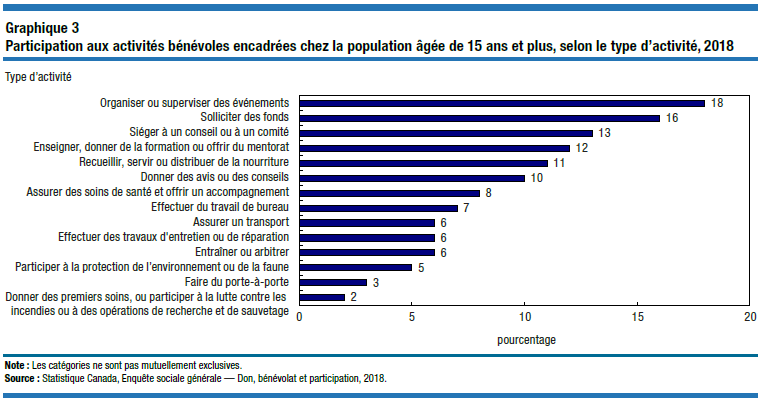 Graphique 3
Participation aux activités bénévoles encadrées chez la population âgée de 15 ans et plus, selon le type d’activité, 2018
Type d’activité
Organiser ou superviser des événements 18
Solliciter des fonds 16
Siéger à un conseil ou à un comité 13
Enseigner, donner de la formation ou offrir du mentorat 12
Recueillir, servir ou distribuer de la nourriture 11
Donner des avis ou des conseils 10
Assurer des soins de santé et offrir un accompagnement 8
Effectuer du travail de bureau 7
Assurer un transport 6
Effectuer des travaux d'entretien ou de réparation 6
Entraîner ou arbitrer 6
Participer à la protection de l’environnement ou de la faune 5
Faire du porte-à-porte 3
Donner des premiers soins, ou participer à la lutte contre les 2
incendies ou à des opérations de recherche et de sauvetage
0 5 10 15 20
pourcentage
Note : Les catégories ne sont pas mutuellement exclusives.
Source : Statistique Canada, Enquête sociale générale — Don, bénévolat et participation, 2018.